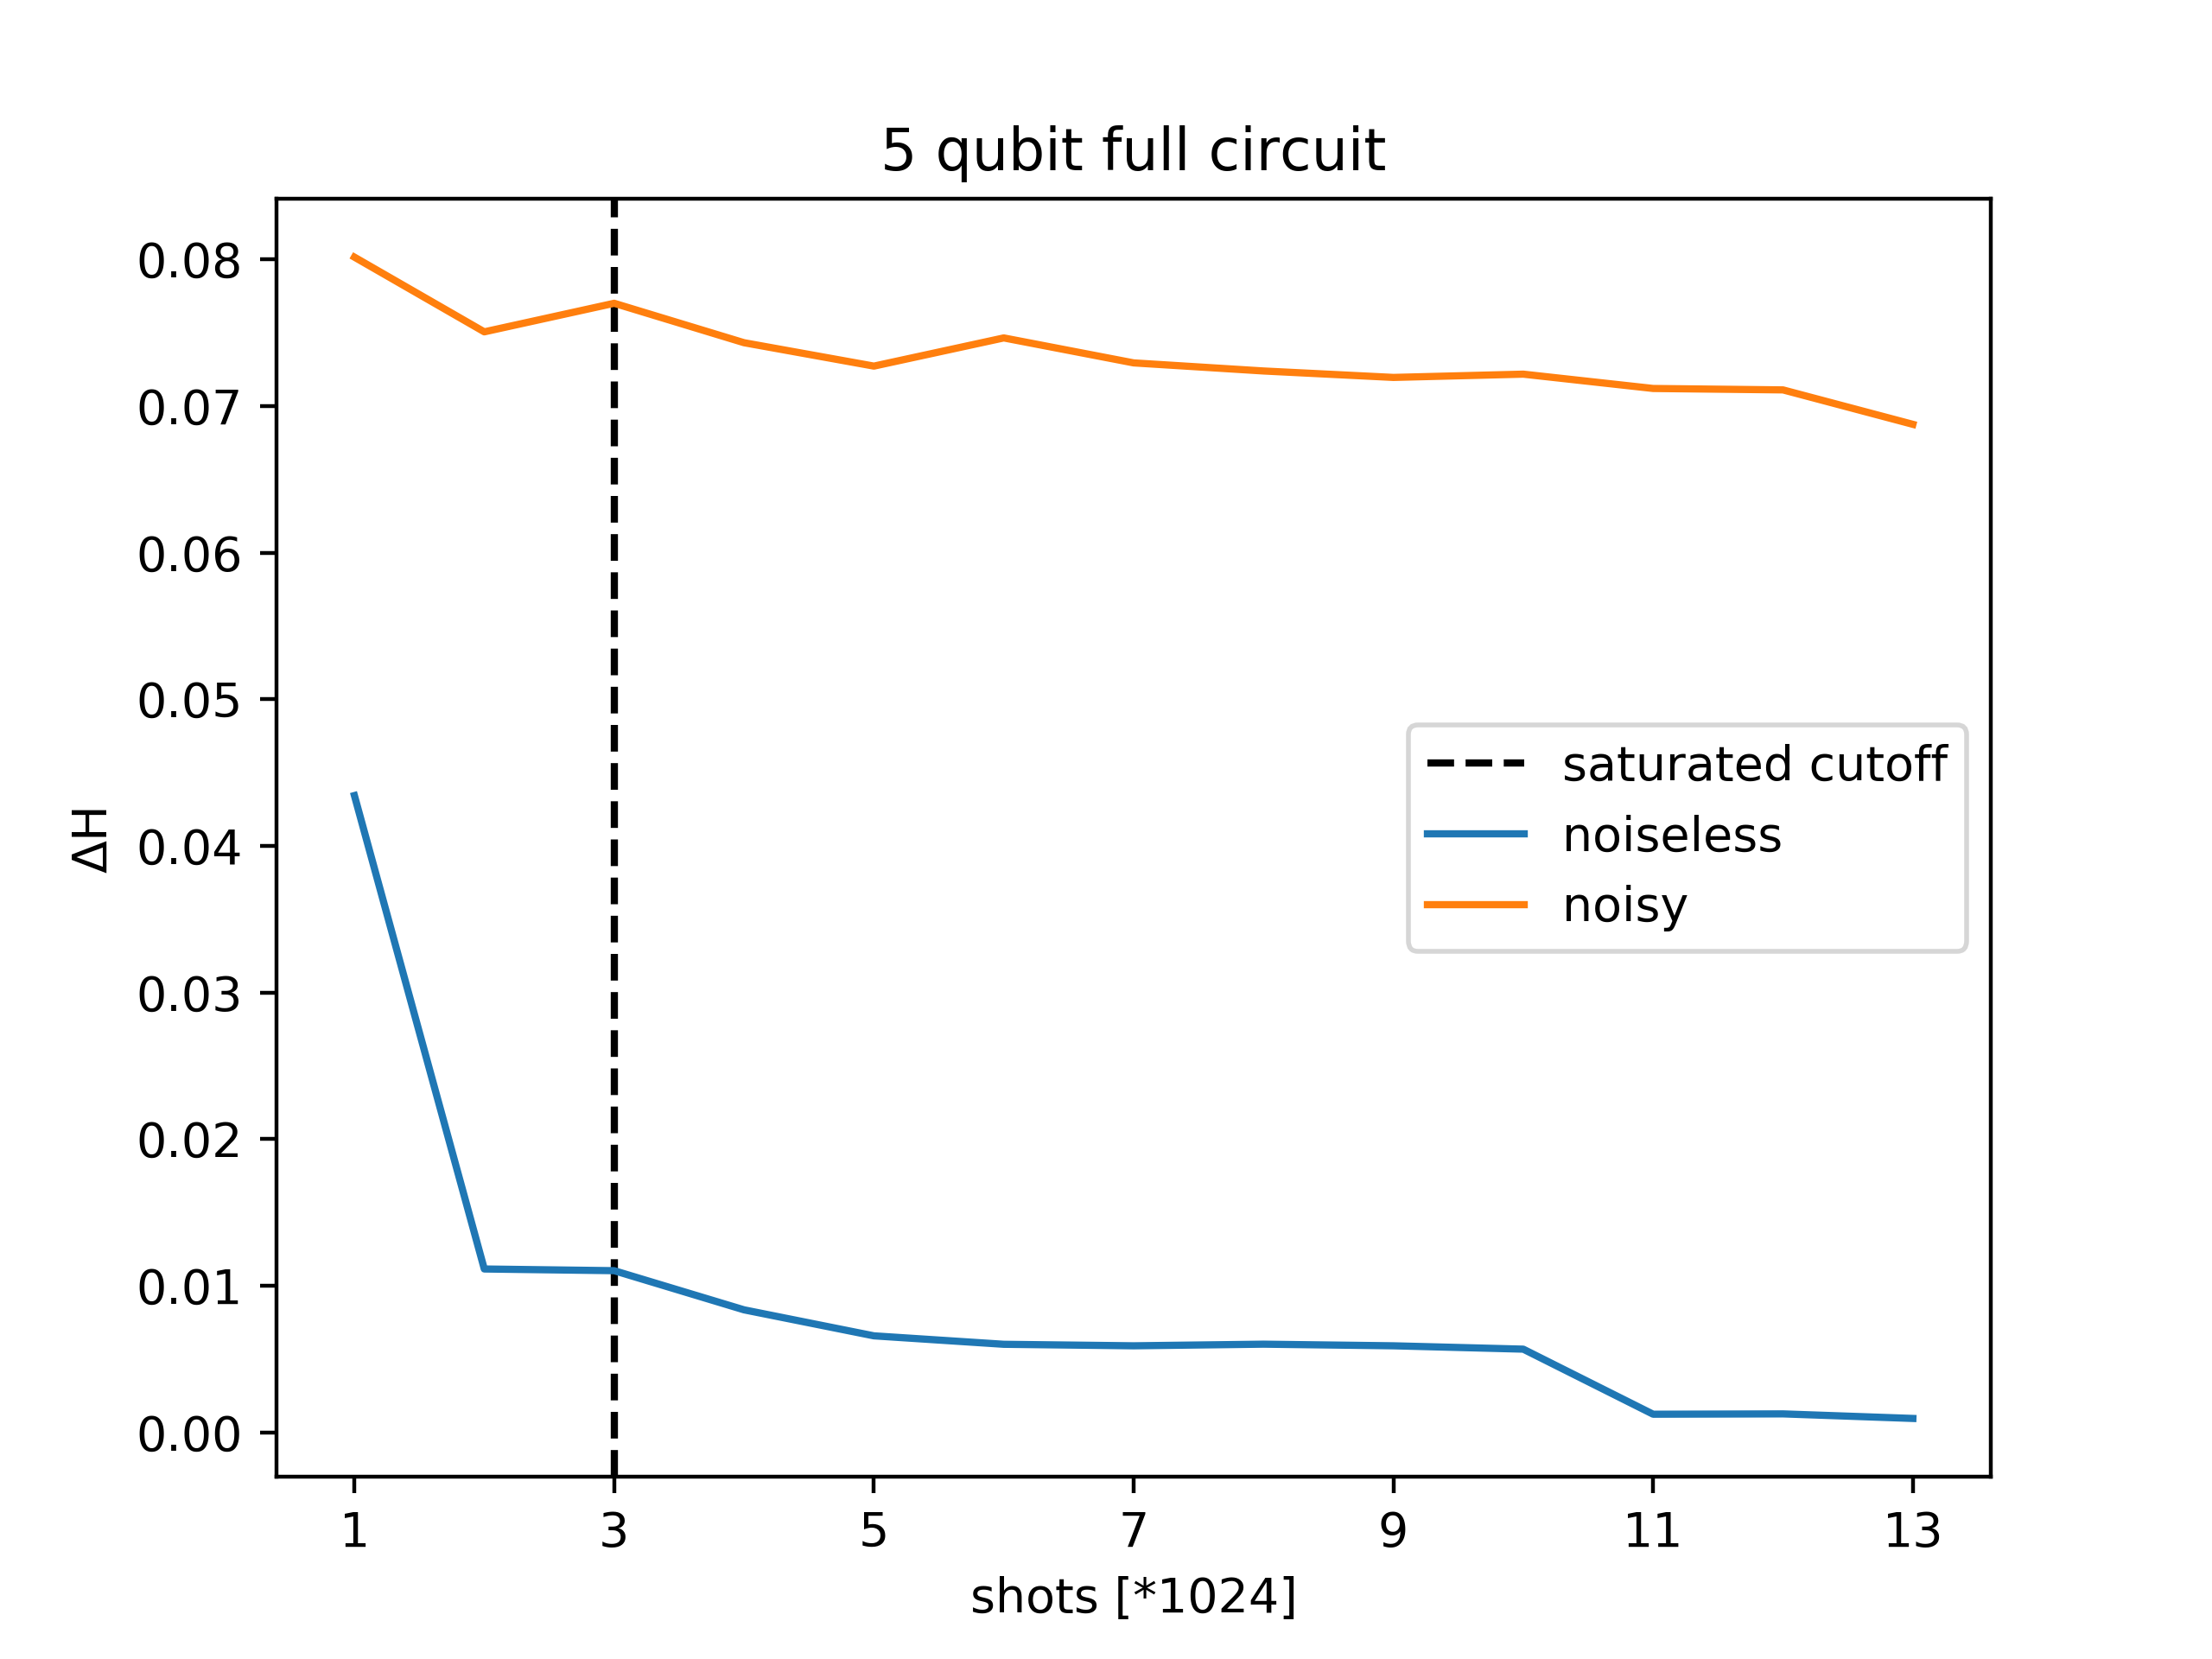 5 qubit full circuit
0.08
0.07
0.06
0.05
0.04
0.03
0.02
0.01
0.00
ΔH
saturated cutoff
noiseless
noisy
1 3 5 7 9 11 13
shots [*1024]